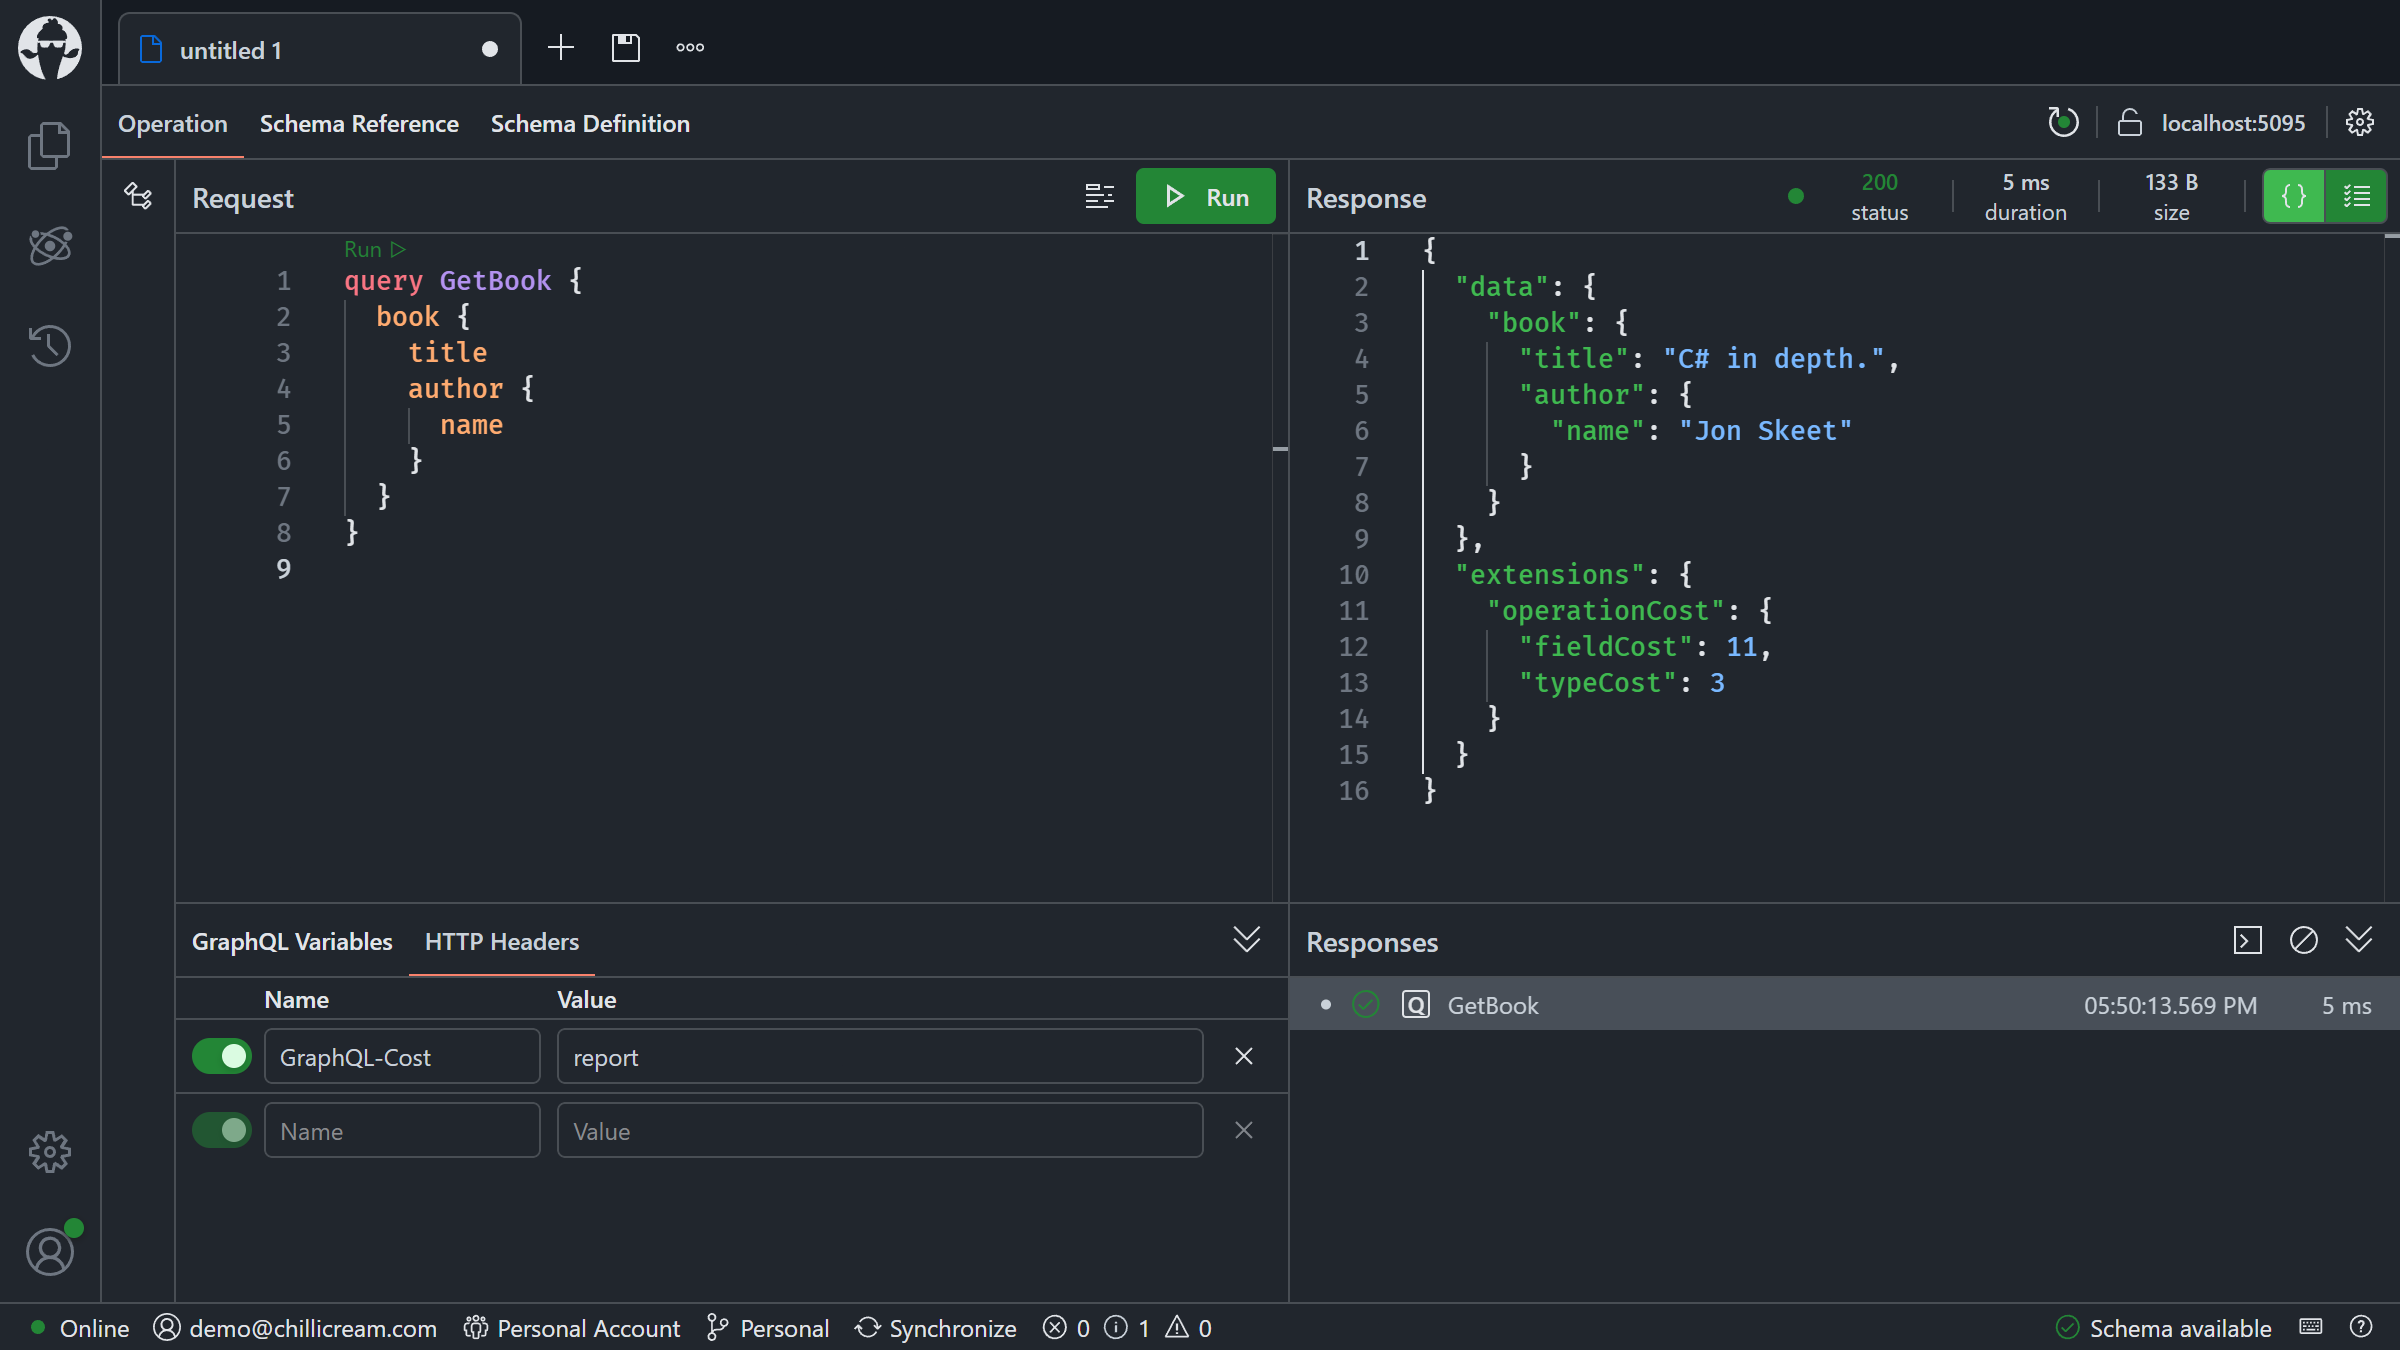 untitled 1
Operation
Schema Reference
Schema Definition
localhost:5095
Request
Run
Response
200
status
5 ms
duration
133 B
size
Run
1 query GetBook {
2 book {
3 title
4 author {
5 name
6 }
7 }
8 }
9
1 {
2 "data": {
3 "book": {
4 "title": "C# in depth.",
5 "author": {
6 "name": "Jon Skeet"
7 }
8 }
9 },
10 "extensions": {
11 "operationCost": {
12 "fieldCost": 11,
13 "typeCost": 3
14 }
15 }
16 }
GraphQL Variables
HTTP Headers
Name Value
GraphQL-Cost report
Name Value
Responses
Q GetBook 05:50:13.569 PM 5 ms
Online demo@chillicream.com Personal Account Personal Synchronize 0 1 0 Schema available